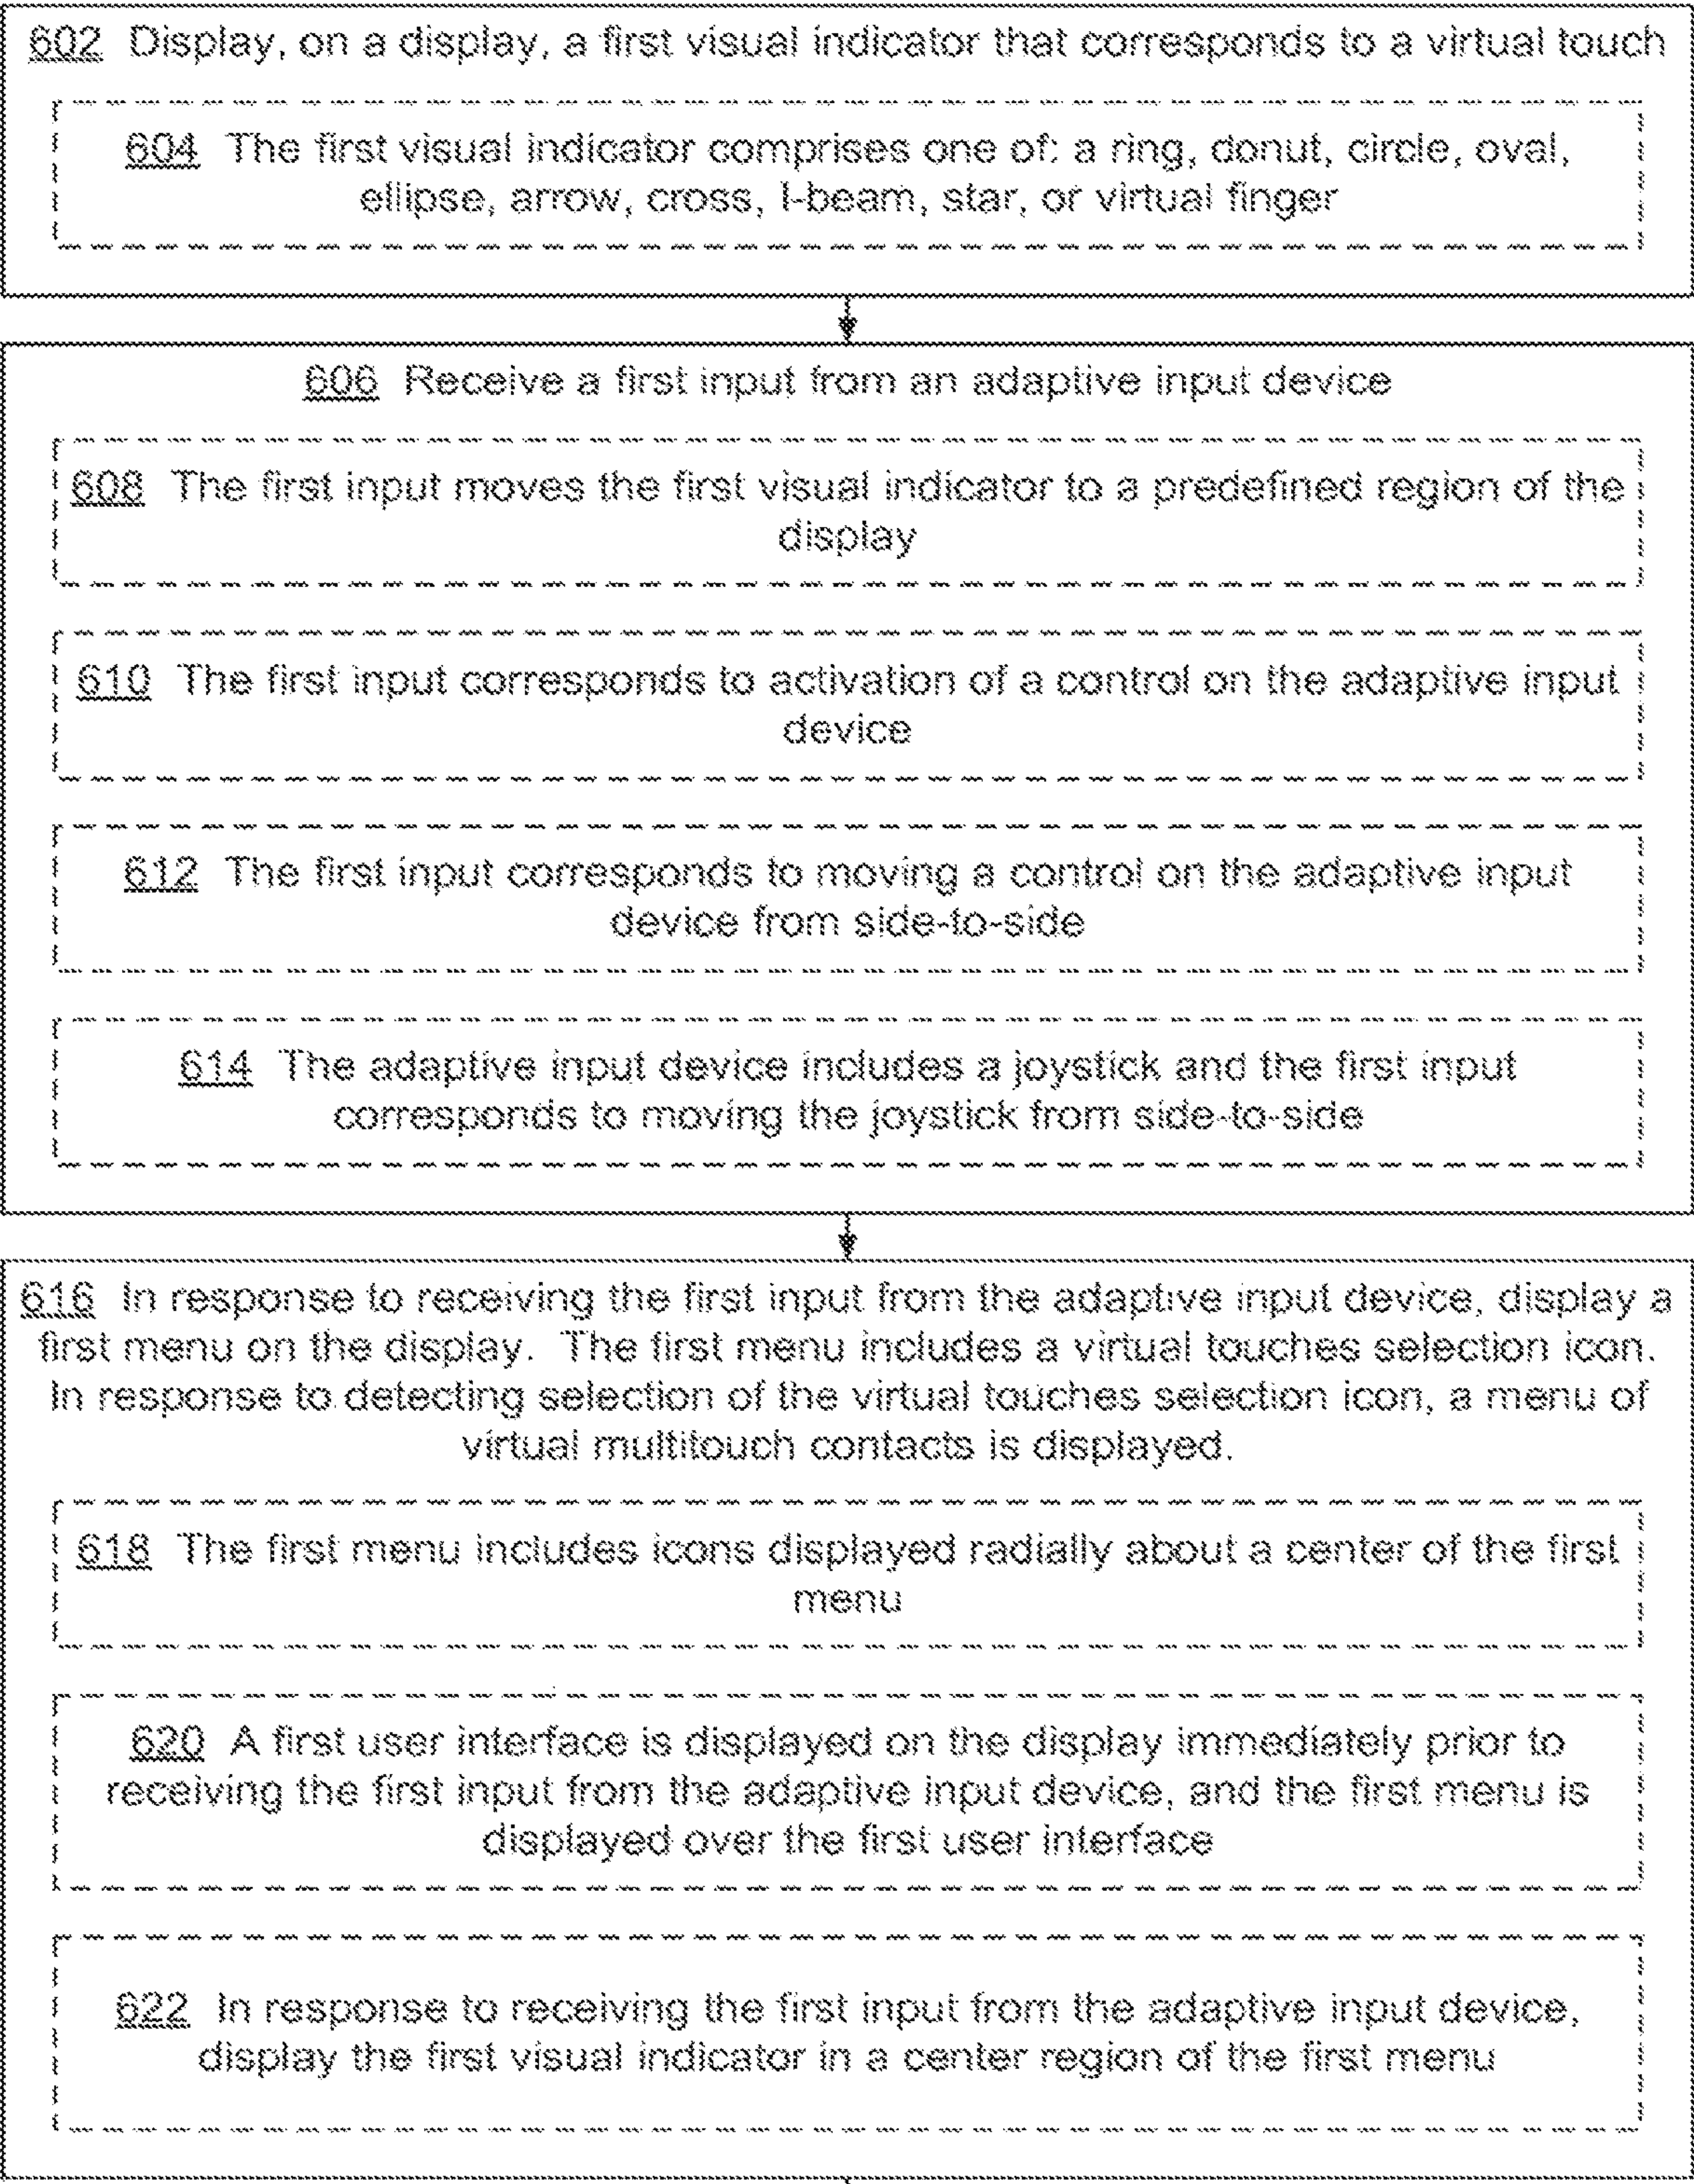 602 Display, on a display, a first visual indicator that corresponds to a virtual touch
604 The first visual indicator comprises one of: a ring, donut, circle, oval,
ellipse, arrow, cross, I-beam, star, or virtual finger
606 Receive a first input from an adaptive input device
608 The first input moves the first visual indicator to a predefined region of the
display
610 The first input corresponds to activation of a control on the adaptive input
device
612 The first input corresponds to moving a control on the adaptive input
device from side-to-side
614 The adaptive input device includes a joystick and the first input
corresponds to moving the joystick from side-to-side
616 In response to receiving the first input from the adaptive input device, display a
first menu on the display. The first menu includes a virtual touches selection icon.
In response to detecting selection of the virtual touches selection icon, a menu of
virtual multitouch contacts is displayed.
618 The first menu includes icons displayed radially about a center of the first
menu
620 A first user interface is displayed on the display immediately prior to
receiving the first input from the adaptive input device, and the first menu is
displayed over the first user interface
622 In response to receiving the first input from the adaptive input device,
display the first visual indicator in a center region of the first menu